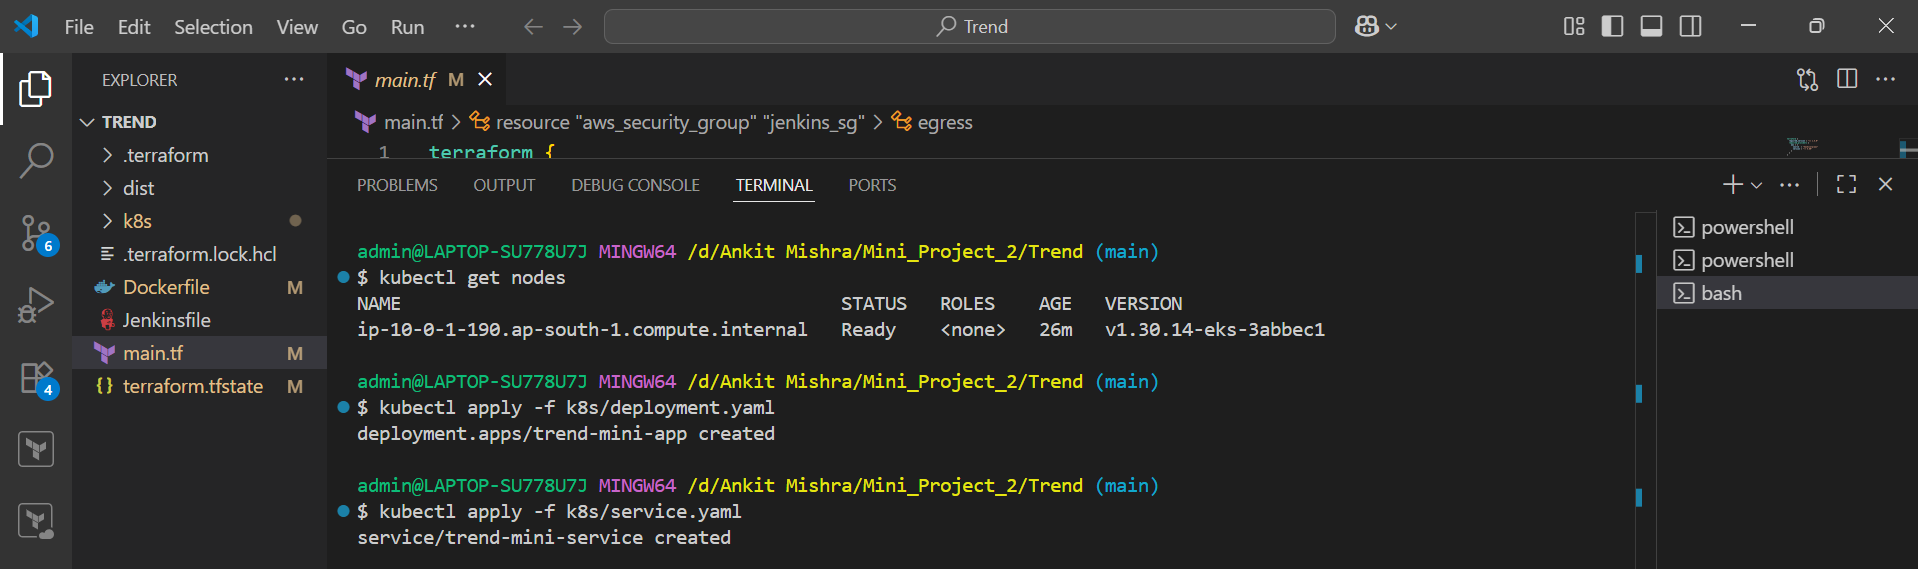 File Edit Selection View Go Run ··· Trend
EXPLORER ···
TREND
.terraform
dist
k8s
.terraform.lock.hcl
Dockerfile M
Jenkinsfile
main.tf M
terraform.tfstate M
6
4
main.tf M
main.tf > resource "aws_security_group" "jenkins_sg" > egress
1 terraform {
PROBLEMS OUTPUT DEBUG CONSOLE TERMINAL PORTS
admin@LAPTOP-SU778U7J MINGW64 /d/Ankit Mishra/Mini_Project_2/Trend (main)
$ kubectl get nodes
NAME STATUS ROLES AGE VERSION
ip-10-0-1-190.ap-south-1.compute.internal Ready <none> 26m v1.30.14-eks-3abbec1
admin@LAPTOP-SU778U7J MINGW64 /d/Ankit Mishra/Mini_Project_2/Trend (main)
$ kubectl apply -f k8s/deployment.yaml
deployment.apps/trend-mini-app created
admin@LAPTOP-SU778U7J MINGW64 /d/Ankit Mishra/Mini_Project_2/Trend (main)
$ kubectl apply -f k8s/service.yaml
service/trend-mini-service created
powershell
powershell
bash